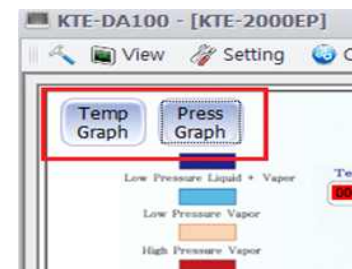 KTE-DA100 - [KTE-2000EP]
View Setting
Temp Graph
Press Graph
Low Pressure Liquid + Vapor
Low Pressure Vapor
High Pressure Vapor